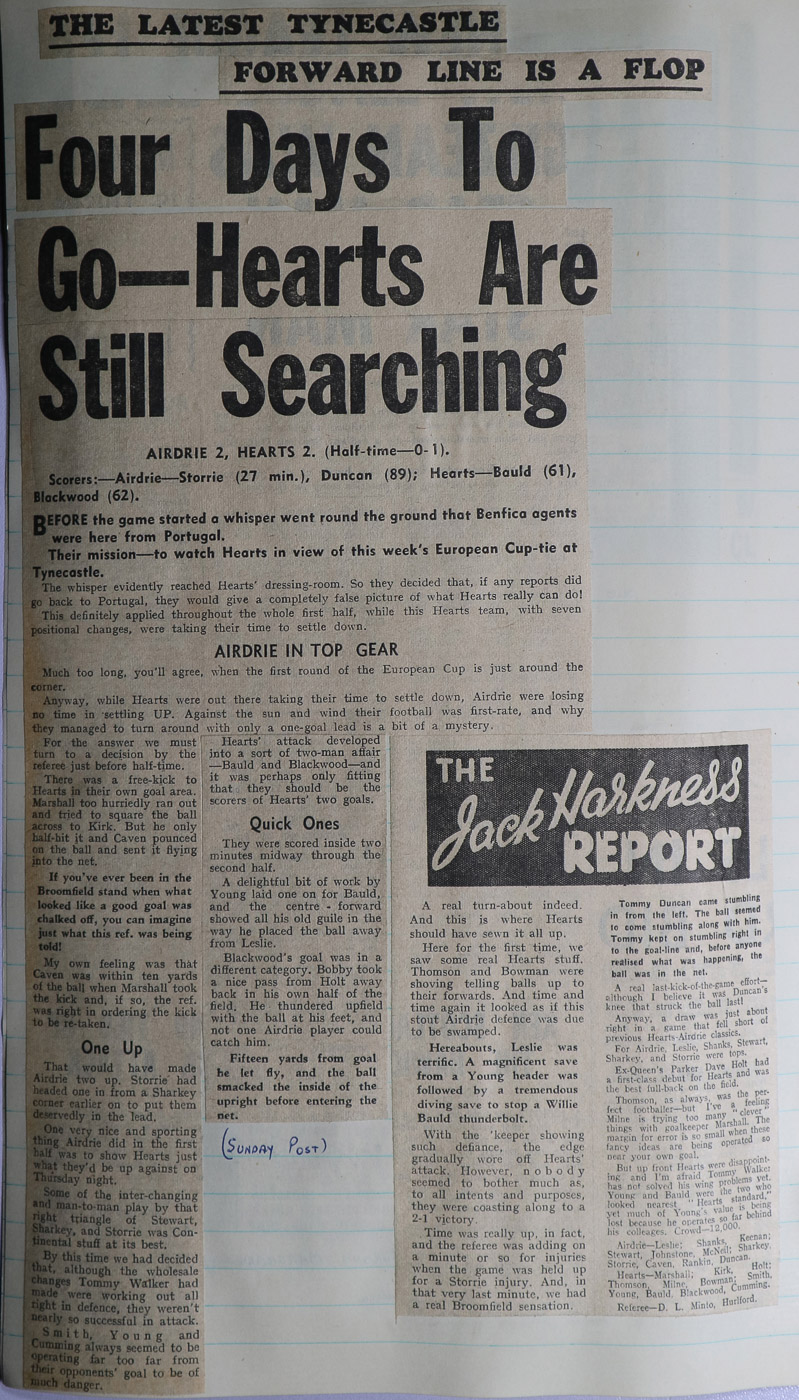 THE LATEST TYNECASTLE
FORWARD LINE IS A FLOP
Four Days To
Go—Hearts Are
Still Searching
AIRDRIE 2, HEARTS 2. (Half-time—0-1).
Scorers:—Airdrie—Storrie (27 min.), Duncan (89); Hearts—Bauld (61),
Blackwood (62).
BEFORE the game started a whisper went round the ground that Benfica agents
were here from Portugal.
Their mission—to watch Hearts in view of this week's European Cup-tie at
Tynecastle.
The whisper evidently reached Hearts' dressing-room. So they decided that, if any reports did
go back to Portugal, they would give a completely false picture of what Hearts really can do!
This definitely applied throughout the whole first half, while this Hearts team, with seven
positional changes, were taking their time to settle down.
AIRDRIE IN TOP GEAR
Much too long, you'll agree, when the first round of the European Cup is just around the
corner.
Anyway, while Hearts were out there taking their time to settle down, Airdrie were losing
no time in settling UP. Against the sun and wind their football was first-rate, and why
they managed to turn around with only a one-goal lead is a bit of a mystery.
For the answer we must
turn to a decision by the
referee just before half-time.
There was a free-kick to
Hearts in their own goal area.
Marshall too hurriedly ran out
and tried to square the ball
across to Kirk. But he only
half-hit it and Caven pounced
on the ball and sent it flying
into the net.
If you've ever been in the
Broomfield stand when what
looked like a good goal was
chalked off, you can imagine
just what this ref. was being
told!
My own feeling was that
Caven was within ten yards
of the ball when Marshall took
the kick and, if so, the ref.
was right in ordering the kick
to be re-taken.
One Up
That would have made
Airdrie two up. Storrie had
headed one in from a Sharkey
corner earlier on to put them
deservedly in the lead.
One very nice and sporting
thing Airdrie did in the first
half was to show Hearts just
what they'd be up against on
Thursday night.
Some of the inter-changing
and man-to-man play by that
right triangle of Stewart,
Sharkey, and Storrie was Con-
tinental stuff at its best.
By this time we had decided
that, although the wholesale
changes Tommy Walker had
made were working out all
right in defence, they weren't
nearly so successful in attack.
Smith, Young and
Cumming always seemed to be
operating far too far from
their opponents' goal to be of
much danger.
Hearts' attack developed
into a sort of two-man affair
—Bauld and Blackwood—and
it was perhaps only fitting
that they should be the
scorers of Hearts' two goals.
Quick Ones
They were scored inside two
minutes midway through the
second half.
A delightful bit of work by
Young laid one on for Bauld,
and the centre-forward
showed all his old guile in the
way he placed the ball away
from Leslie.
Blackwood's goal was in a
different category. Bobby took
a nice pass from Holt away
back in his own half of the
field. He thundered upfield
with the ball at his feet, and
not one Airdrie player could
catch him.
Fifteen yards from goal
he let fly, and the ball
smacked the inside of the
upright before entering the
net.
(SUNDAY POST)
THE
Jack Harkness
REPORT
A real turn-about indeed.
And this is where Hearts
should have sewn it all up.
Here for the first time, we
saw some real Hearts stuff.
Thomson and Bowman were
shoving telling balls up to
their forwards. And time and
time again it looked as if this
stout Airdrie defence was due
to be swamped.
Hereabouts, Leslie was
terrific. A magnificent save
from a Young header was
followed by a tremendous
diving save to stop a Willie
Bauld thunderbolt.
With the 'keeper showing
such defiance, the edge
gradually wore off Hearts'
attack. However, nobody
seemed to bother much as,
to all intents and purposes,
they were coasting along to a
2-1 victory.
Time was really up, in fact,
and the referee was adding on
a minute or so for injuries
when the game was held up
for a Storrie injury. And, in
that very last minute, we had
a real Broomfield sensation.
Tommy Duncan came stumbling
in from the left. The ball seemed
to come stumbling along with him.
Tommy kept on stumbling right in
to the goal-line and, before anyone
realised what was happening, the
ball was in the net.
A real last-kick-of-the-game effort—
although I believe it was Duncan's
knee that struck the ball last!
Anyway, a draw was just about
right in a game that fell short of
previous Hearts-Airdrie classics.
For Airdrie, Leslie, Shanks, Stewart,
Sharkey, and Storrie were tops.
Ex-Queen's Parker Dave Holt had
a first-class debut for Hearts and was
the best full-back on the field.
Thomson, as always, was the per-
fect footballer—but I've a feeling
Milne is trying too many "clever"
things with goalkeeper Marshall. The
margin for error is so small when these
fancy ideas are being operated so
near your own goal.
But up front Hearts were disappoint-
ing and I'm afraid Tommy Walker
has not solved his wing problems yet.
Young and Bauld were the two who
looked nearest "Hearts standard,"
yet much of Young's value is being
lost because he operates so far behind
his colleages. Crowd—12,000.
Airdrie—Leslie; Shanks, Keenan;
Stewart, Johnstone, McNeil; Sharkey,
Storrie, Caven, Rankin, Duncan.
Hearts—Marshall; Kirk, Holt;
Thomson, Milne, Bowman; Smith,
Young, Bauld, Blackwood, Cumming.
Referee—D. L. Minto, Hurlford.